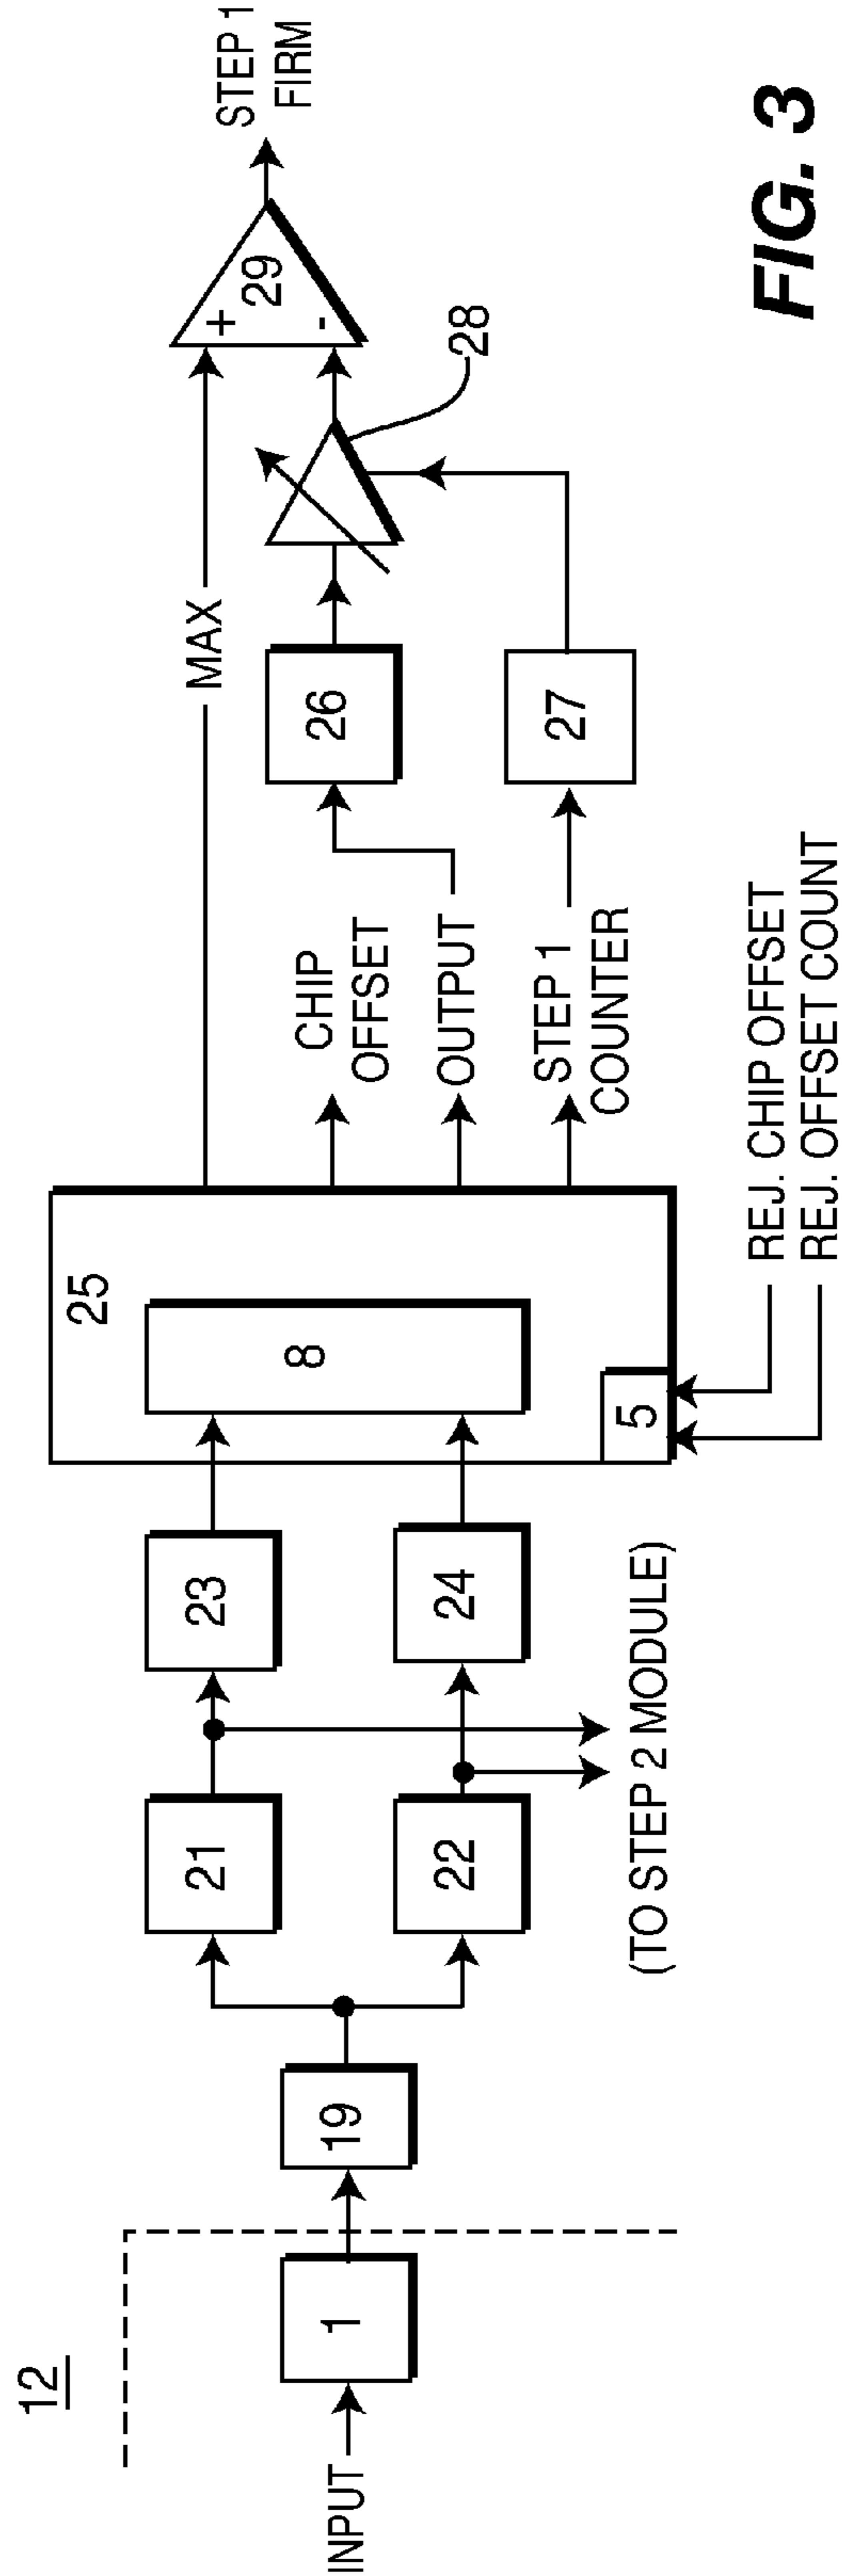 12
INPUT
1
19
21
22
(TO STEP 2 MODULE)
23
24
25
8
5
REJ. CHIP OFFSET
REJ. OFFSET COUNT
MAX
CHIP
OFFSET
OUTPUT
STEP 1
COUNTER
26
27
28
+
-
29
STEP 1
FIRM
FIG. 3